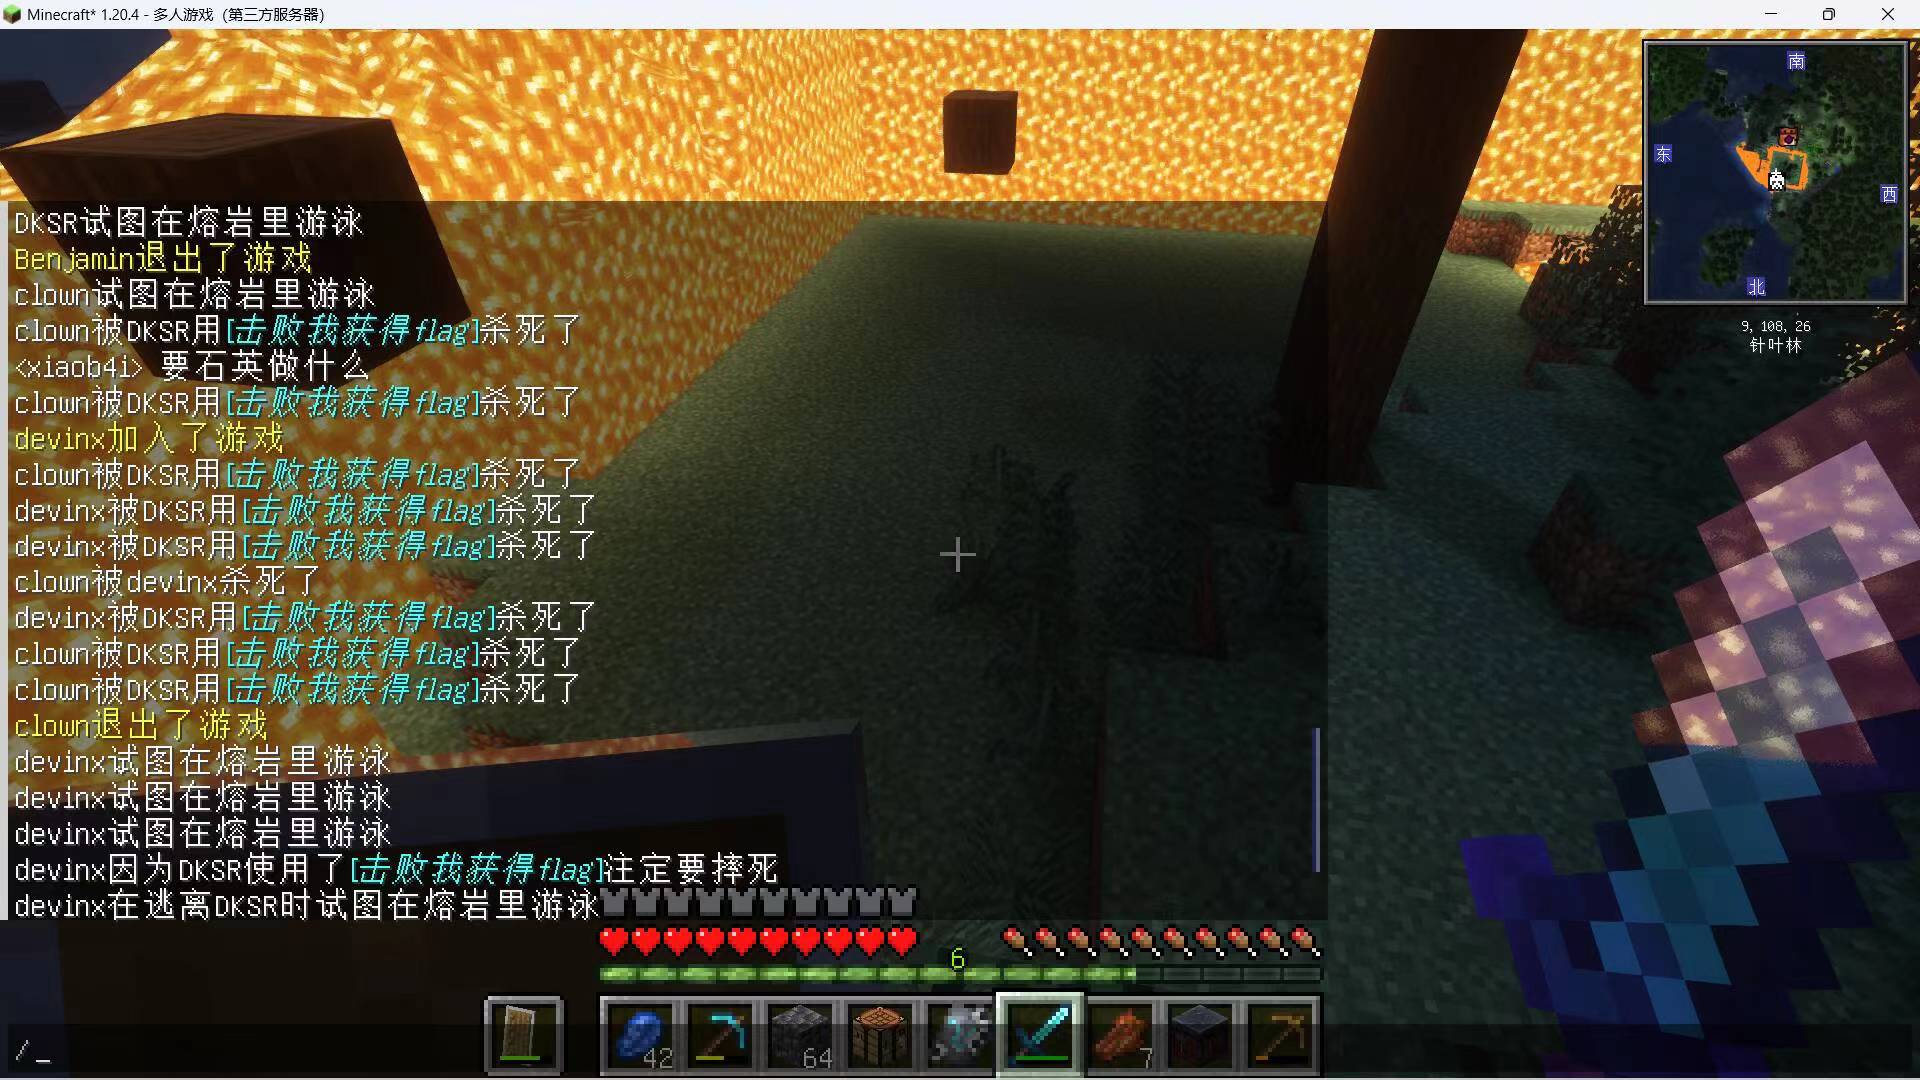 Minecraft* 1.20.4 - 多人游戏（第三方服务器）
南
东
西
北
9, 108, 26
针叶林
DKSR试图在熔岩里游泳
Benjamin退出了游戏
clown试图在熔岩里游泳
clown被DKSR用[击败我获得flag]杀死了
<xiaob4i> 要石英做什么
clown被DKSR用[击败我获得flag]杀死了
devinx加入了游戏
clown被DKSR用[击败我获得flag]杀死了
devinx被DKSR用[击败我获得flag]杀死了
devinx被DKSR用[击败我获得flag]杀死了
clown被devinx杀死了
devinx被DKSR用[击败我获得flag]杀死了
clown被DKSR用[击败我获得flag]杀死了
clown被DKSR用[击败我获得flag]杀死了
clown退出了游戏
devinx试图在熔岩里游泳
devinx试图在熔岩里游泳
devinx试图在熔岩里游泳
devinx因为DKSR使用了[击败我获得flag]注定要摔死
devinx在逃离DKSR时试图在熔岩里游泳
6
42
64
7
/_